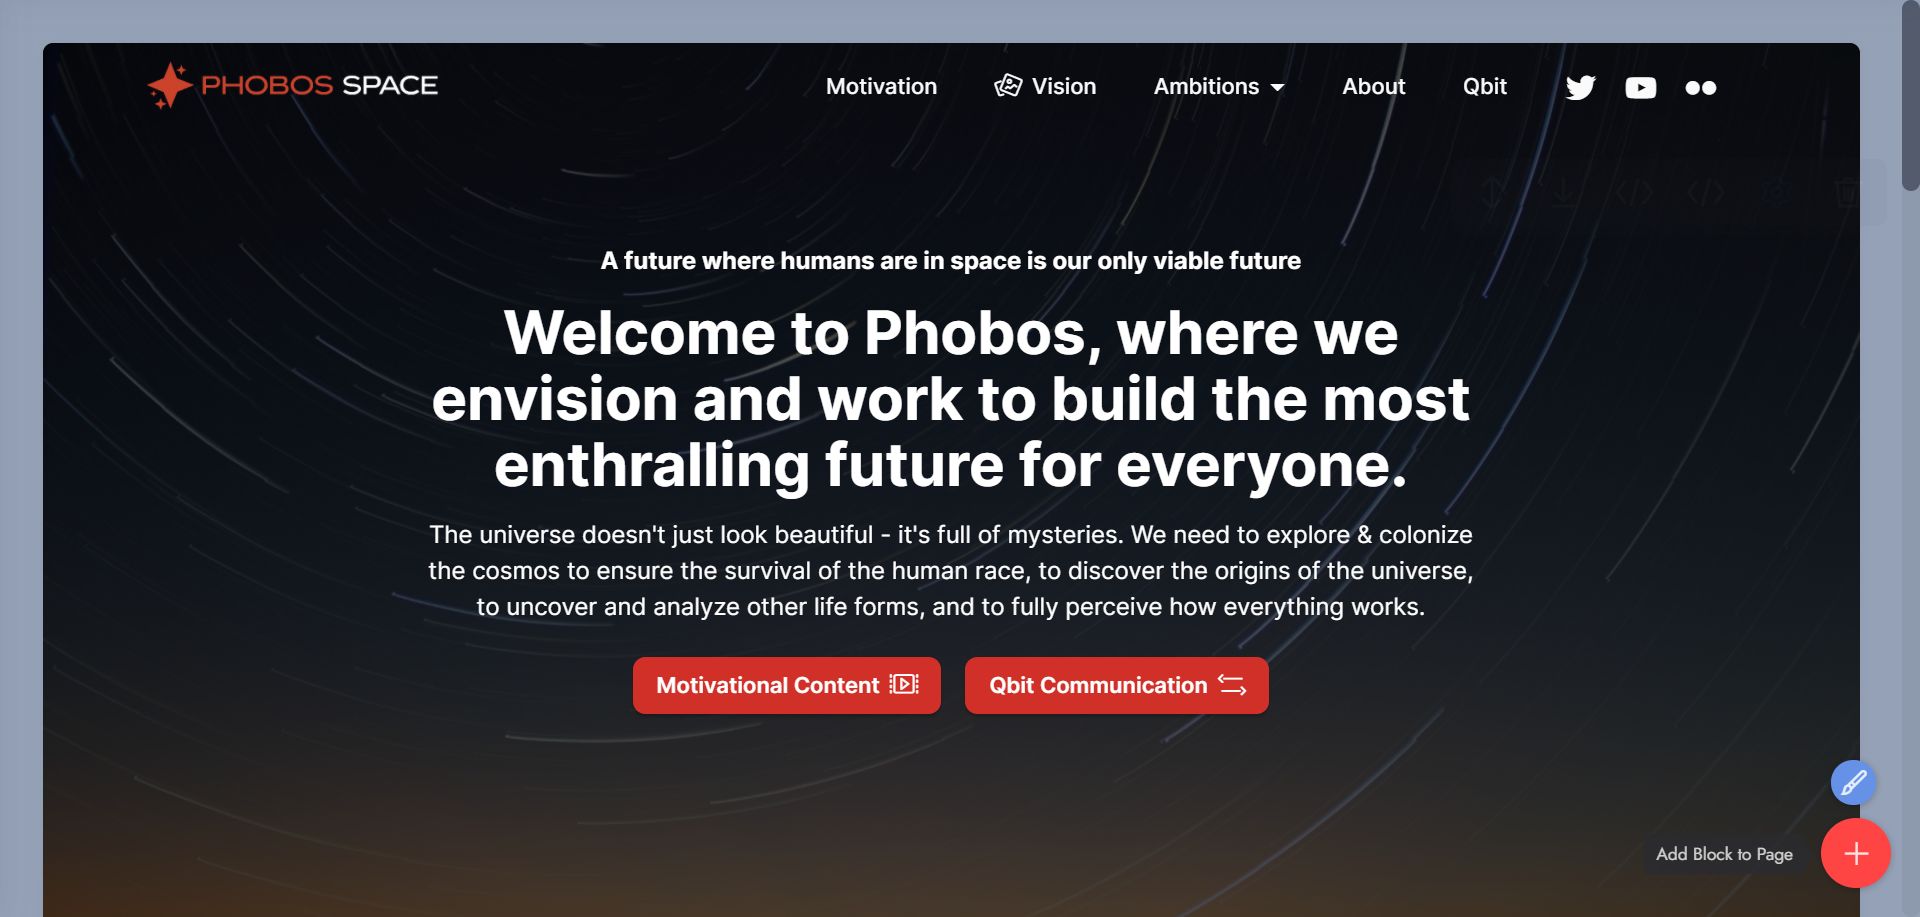 PHOBOS SPACE
Motivation
Vision
Ambitions
About
Qbit
A future where humans are in space is our only viable future
Welcome to Phobos, where we
envision and work to build the most
enthralling future for everyone.
The universe doesn't just look beautiful - it's full of mysteries. We need to explore & colonize
the cosmos to ensure the survival of the human race, to discover the origins of the universe,
to uncover and analyze other life forms, and to fully perceive how everything works.
Motivational Content
Qbit Communication
Add Block to Page